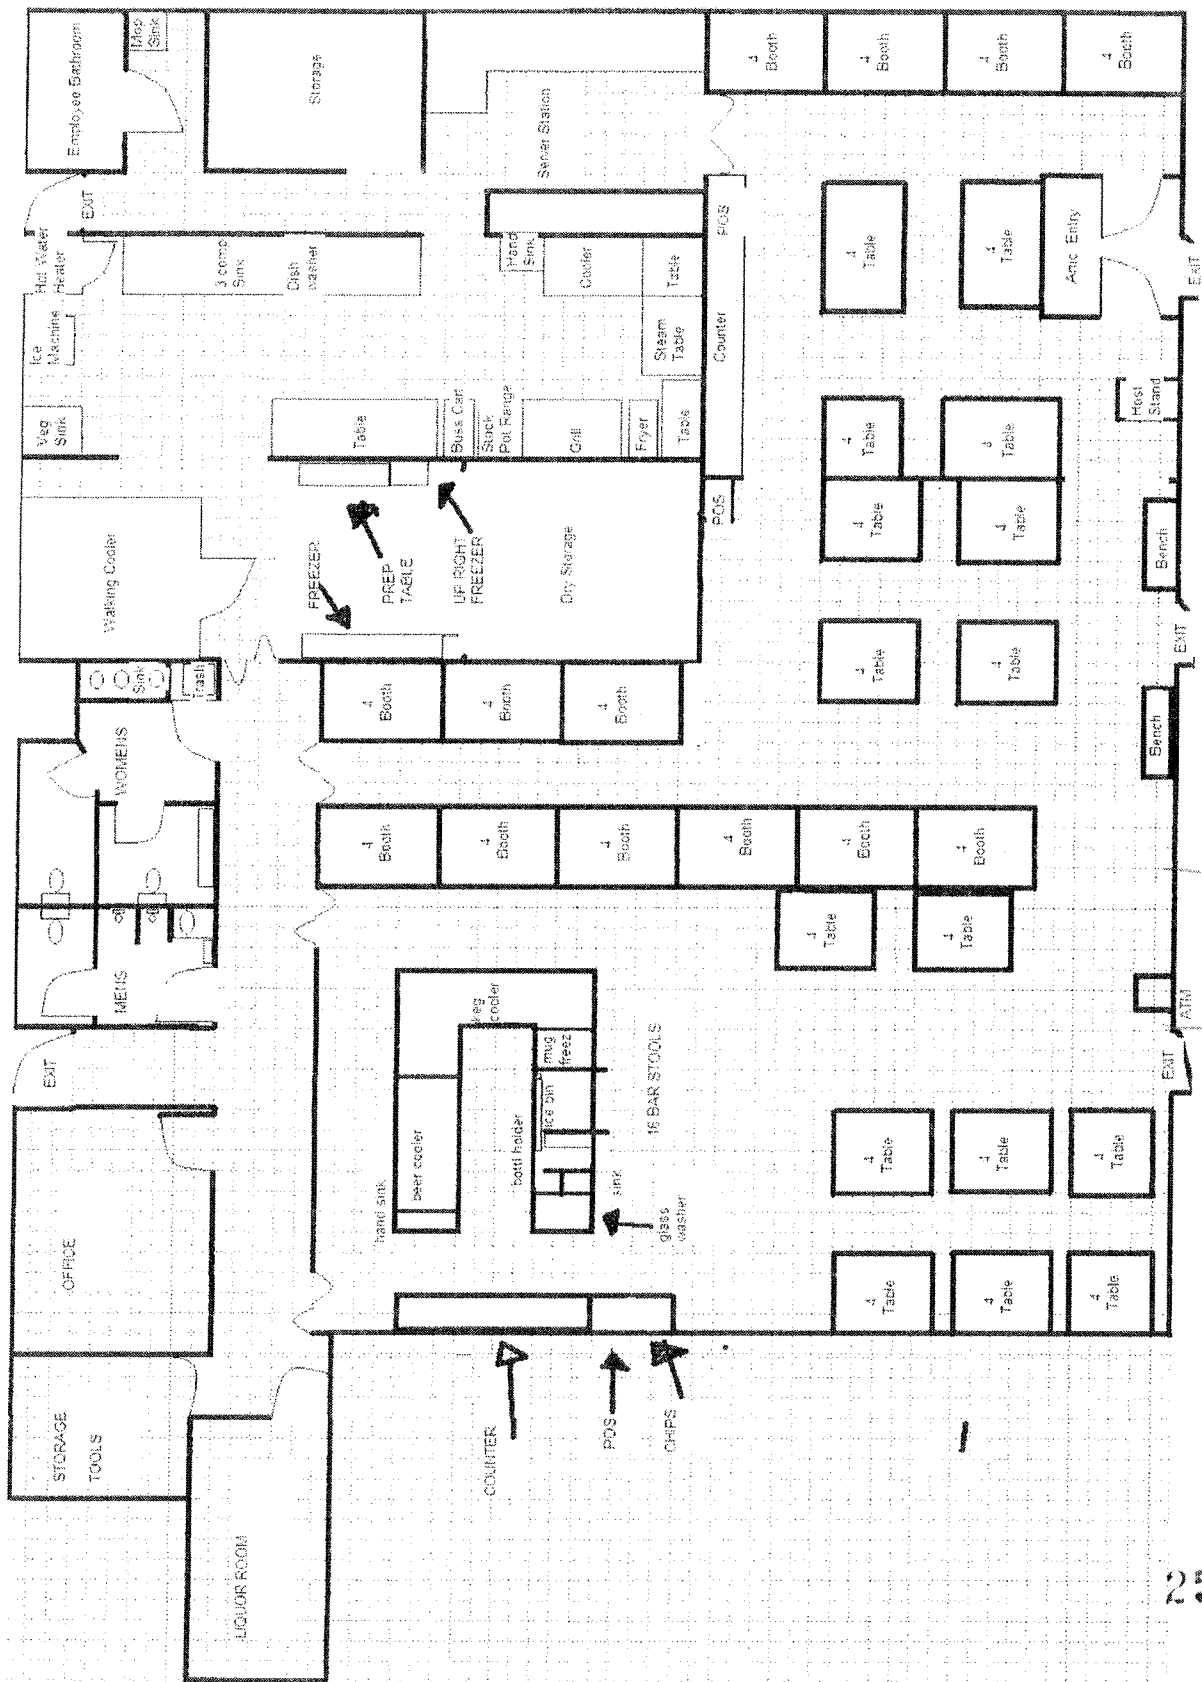 STORAGE
TOOLS
LIQUOR ROOM
OFFICE
EXIT
MENS
WOMENS
Sink
Trash
Walking Cooler
Veg
Sink
Ice
Machine
Hot Water
Heater
EXIT
Employee Bathroom
Mop
Sink
Storage
Server Station
3 comp
Sink
Dish
washer
Hand
Sink
Cooler
Table
Steam
Table
Table
Buss Cart
Stock
Pot Range
Grill
Fryer
Table
FREEZER
PREP
TABLE
UP RIGHT
FREEZER
Dry Storage
POS
Counter
POB
4
Booth
4
Booth
4
Booth
4
Booth
4
Booth
4
Booth
4
Booth
4
Booth
4
Booth
4
Booth
4
Booth
4
Booth
4
Booth
hand sink
beer cooler
keg
cooler
botti holder
ice bin
mug
freez
sink
glass
washer
16 BAR STOOLS
COUNTER
POS
CHIPS
4
Table
4
Table
4
Table
4
Table
4
Table
4
Table
4
Table
4
Table
4
Table
4
Table
4
Table
4
Table
4
Table
4
Table
4
Table
4
Table
Entry
Host
Stand
Bench
Bench
ATM
EXIT
EXIT
EXIT